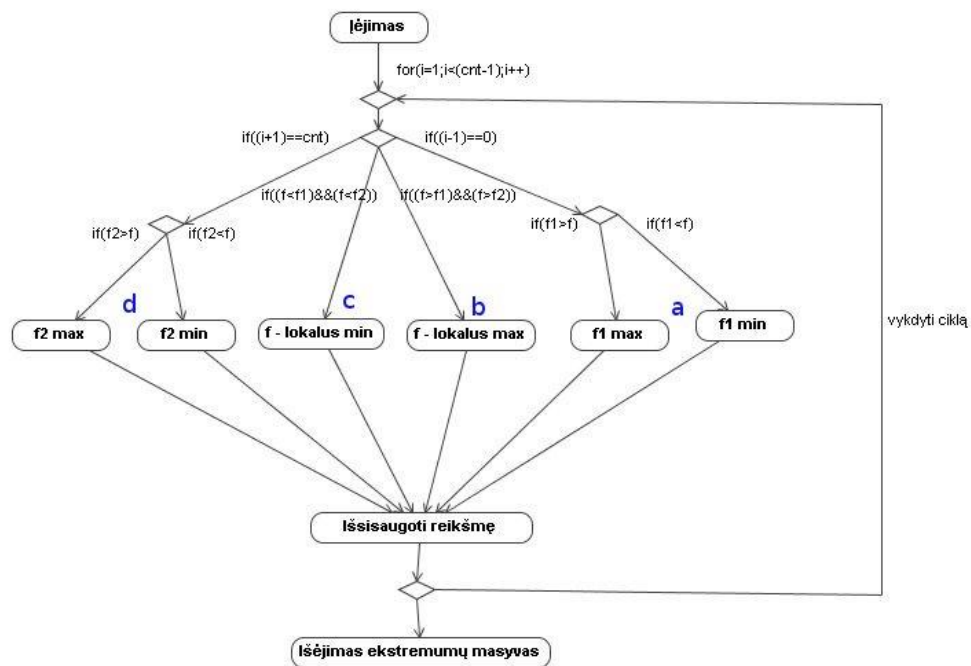 Įėjimas
for(i=1;i<(cnt-1);i++)
if((i+1)==cnt)
if((i-1)==0)
if((f<f1)&&(f<f2))
if((f>f1)&&(f>f2))
if(f2>f)
if(f2<f)
if(f1>f)
if(f1<f)
d
c
b
a
f2 max
f2 min
f - lokalus min
f - lokalus max
f1 max
f1 min
vykdyti ciklą
Išsisaugoti reikšmę
Išėjimas ekstremumų masyvas